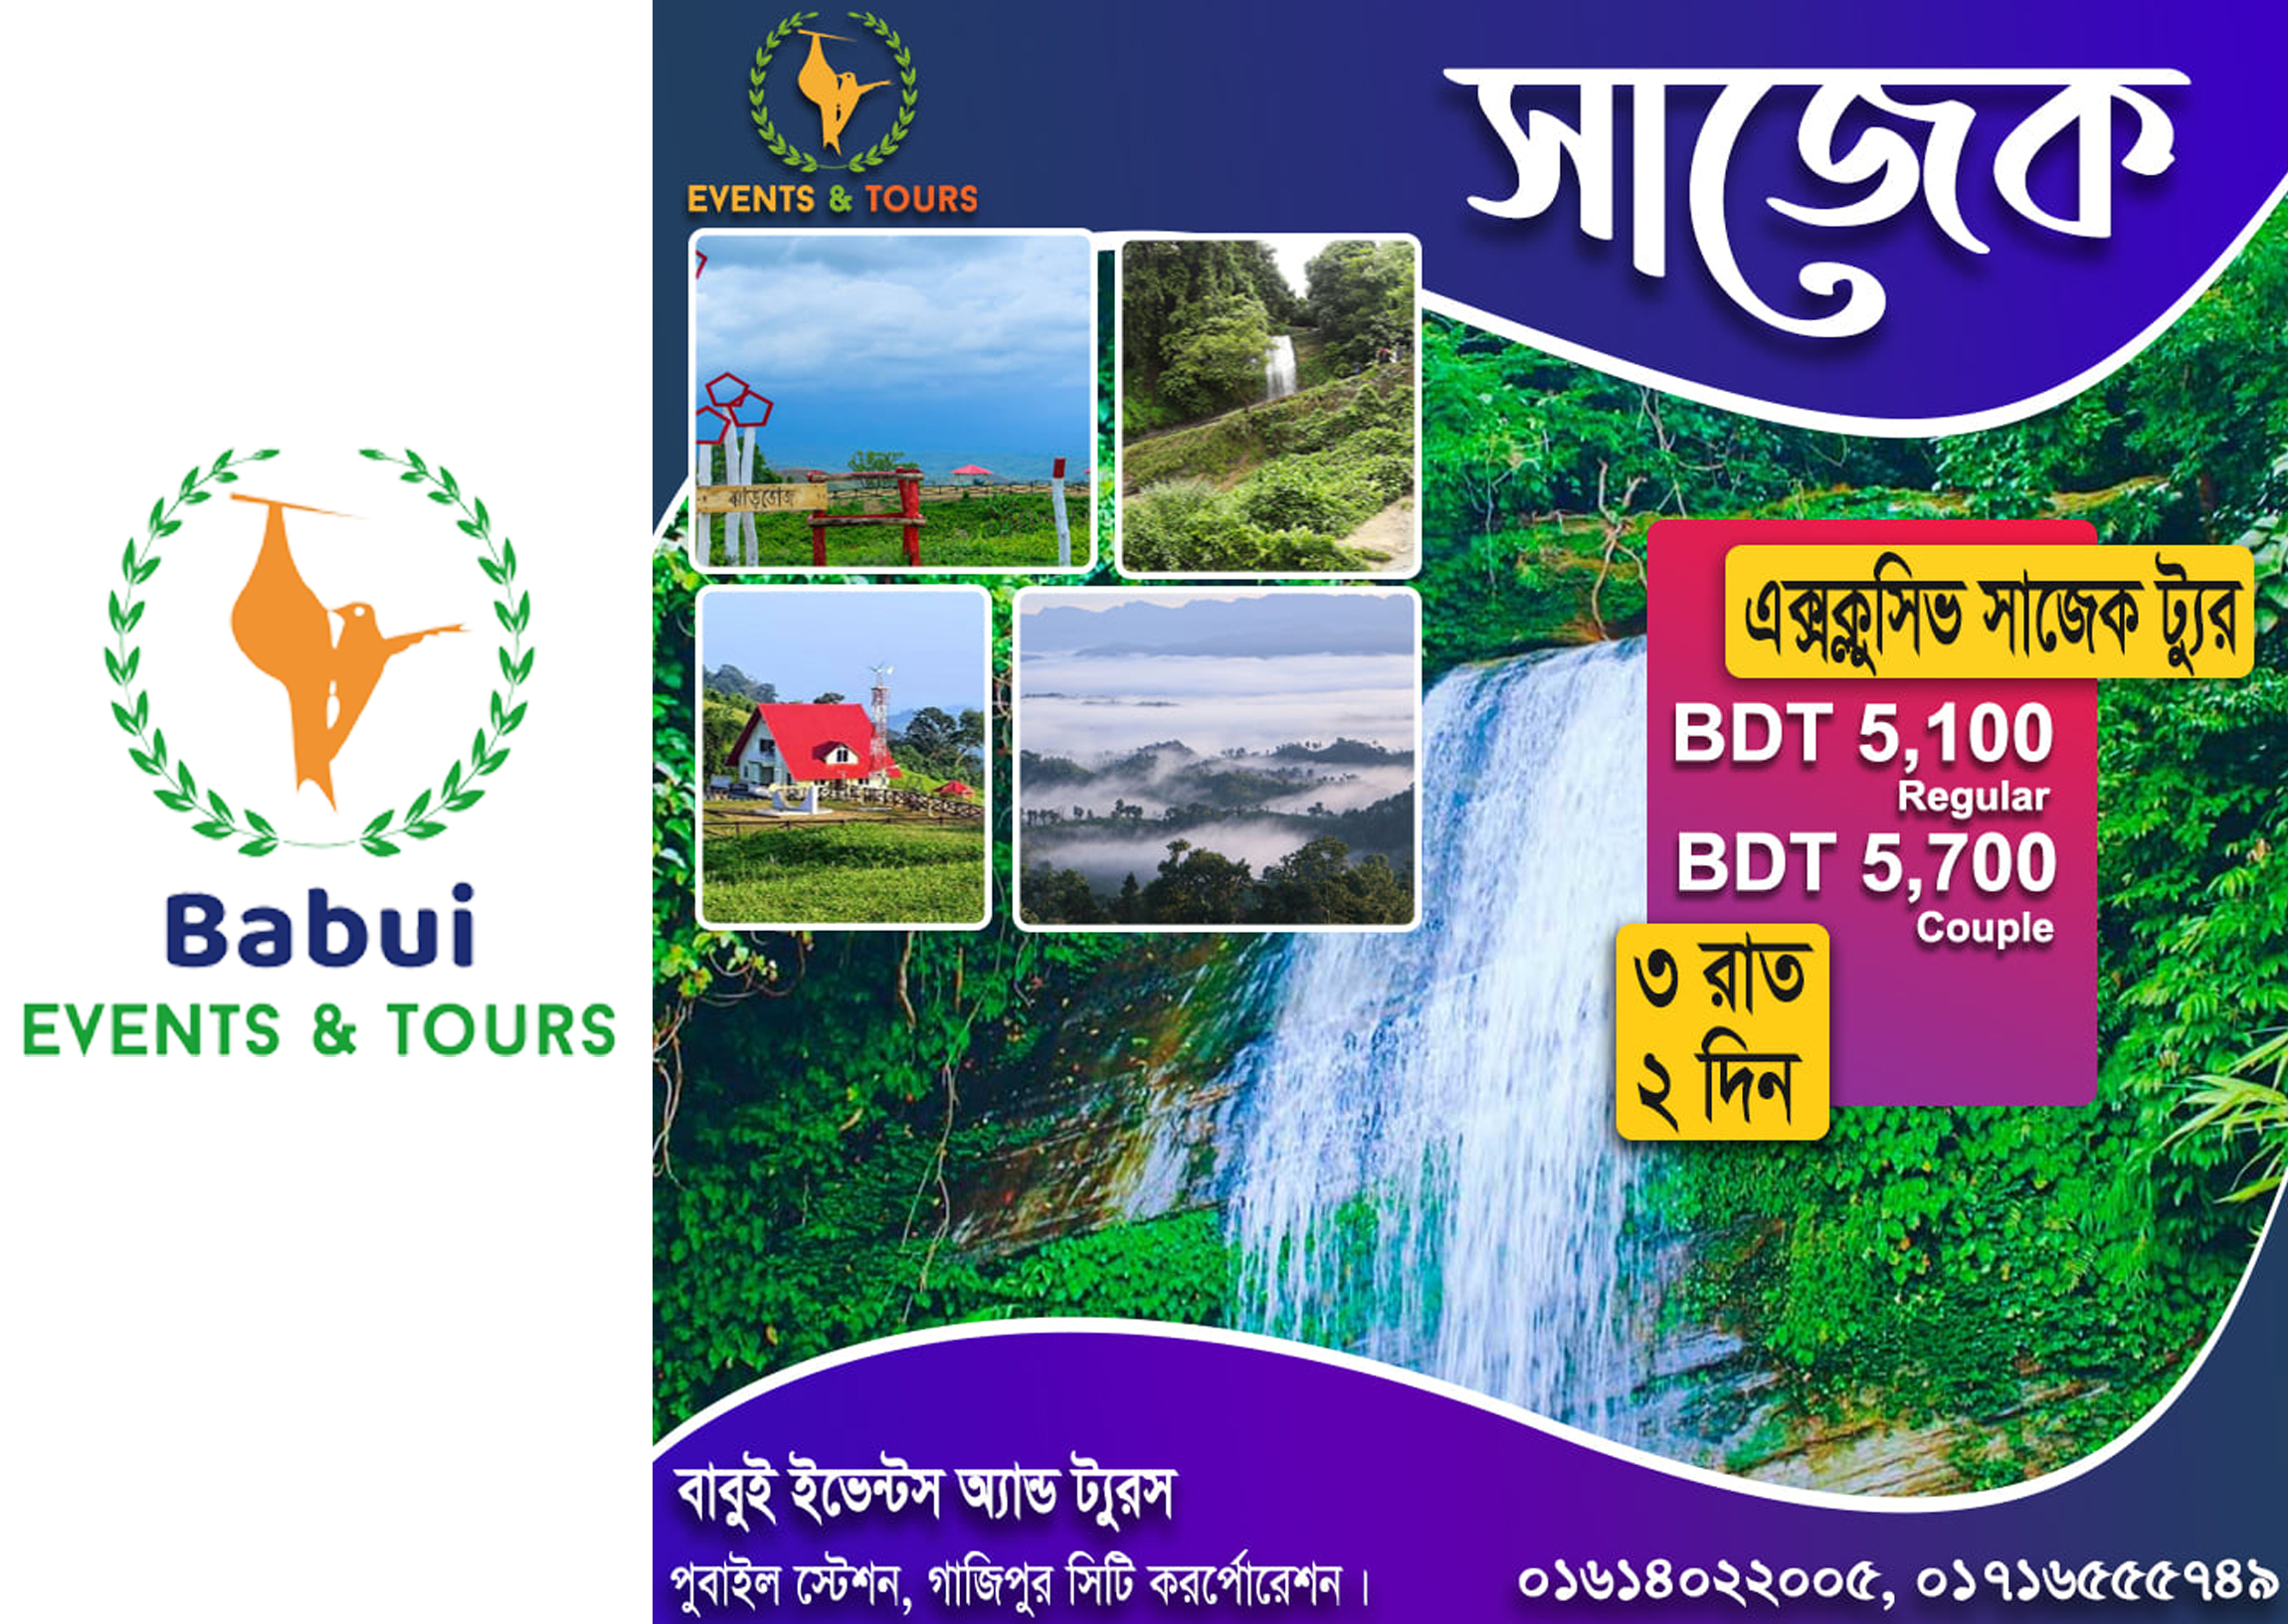 Babui
EVENTS & TOURS
EVENTS & TOURS
সাজেক
ঝাড়ভোজ
এক্সক্লুসিভ সাজেক ট্যুর
BDT 5,100
Regular
BDT 5,700
Couple
৩ রাত
২ দিন
বাবুই ইভেন্টস অ্যান্ড ট্যুরস
পুবাইল স্টেশন, গাজিপুর সিটি করর্পোরেশন।
০১৬১৪০২২০০৫, ০১৭১৬৫৫৫৭৪৯